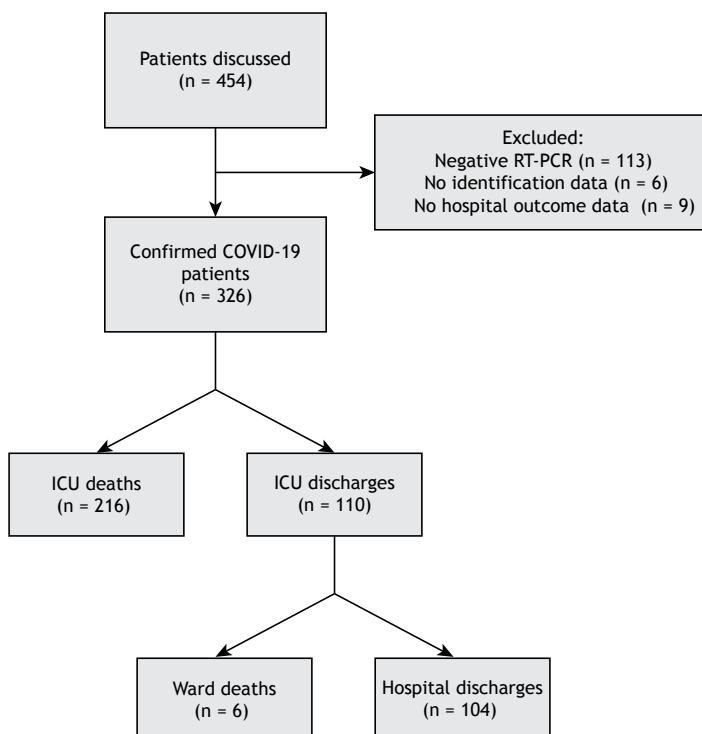 Patients discussed
(n = 454)
Excluded:
Negative RT-PCR (n = 113)
No identification data (n = 6)
No hospital outcome data (n = 9)
Confirmed COVID-19
patients
(n = 326)
ICU deaths
(n = 216)
ICU discharges
(n = 110)
Ward deaths
(n = 6)
Hospital discharges
(n = 104)